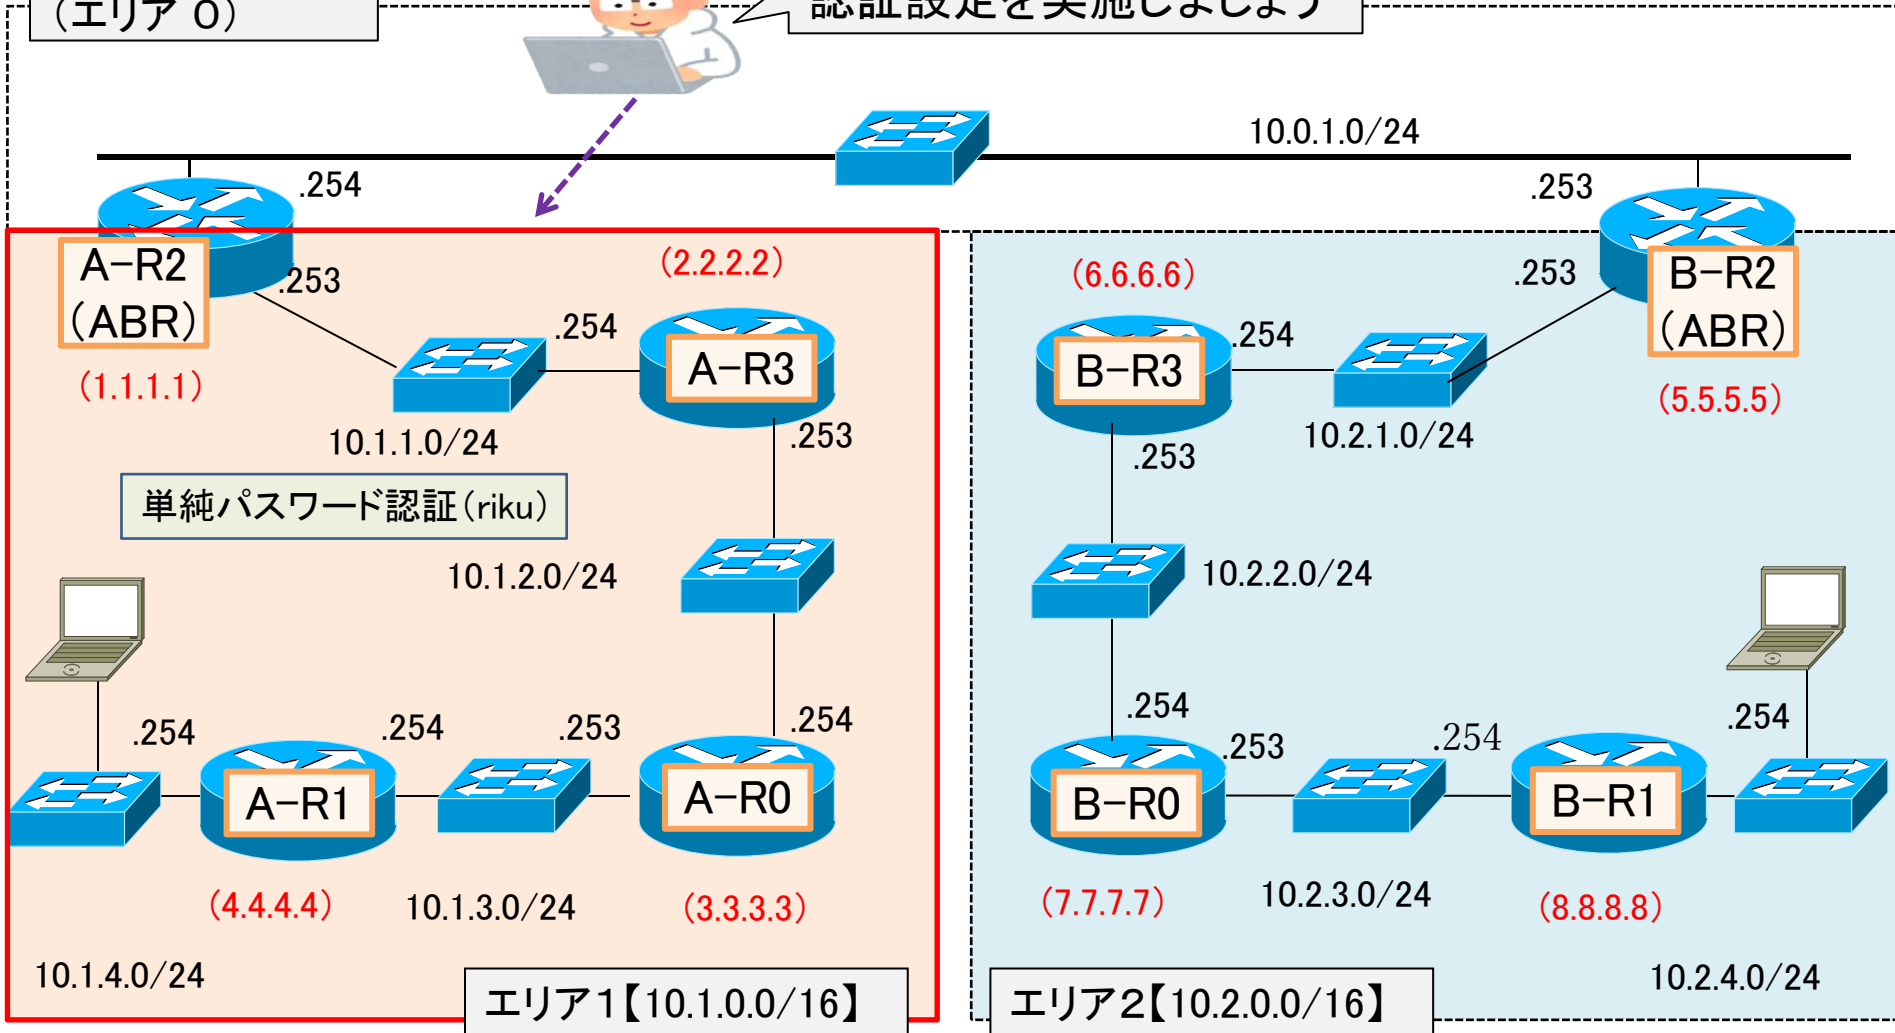 （エリア 0）
認証設定を実施しましょう
10.0.1.0/24
.254
.253
A-R2
（ABR）
.253
（2.2.2.2）
（6.6.6.6）
.253
B-R2
（ABR）
.254
A-R3
.254
B-R3
（1.1.1.1）
（5.5.5.5）
10.1.1.0/24
.253
.253
10.2.1.0/24
単純パスワード認証（riku）
10.1.2.0/24
10.2.2.0/24
.254
.254
.253
.254
.254
.253
.254
.254
A-R1
A-R0
B-R0
B-R1
（4.4.4.4）
10.1.3.0/24
（3.3.3.3）
（7.7.7.7）
10.2.3.0/24
（8.8.8.8）
10.1.4.0/24
10.2.4.0/24
エリア１【10.1.0.0/16】
エリア２【10.2.0.0/16】